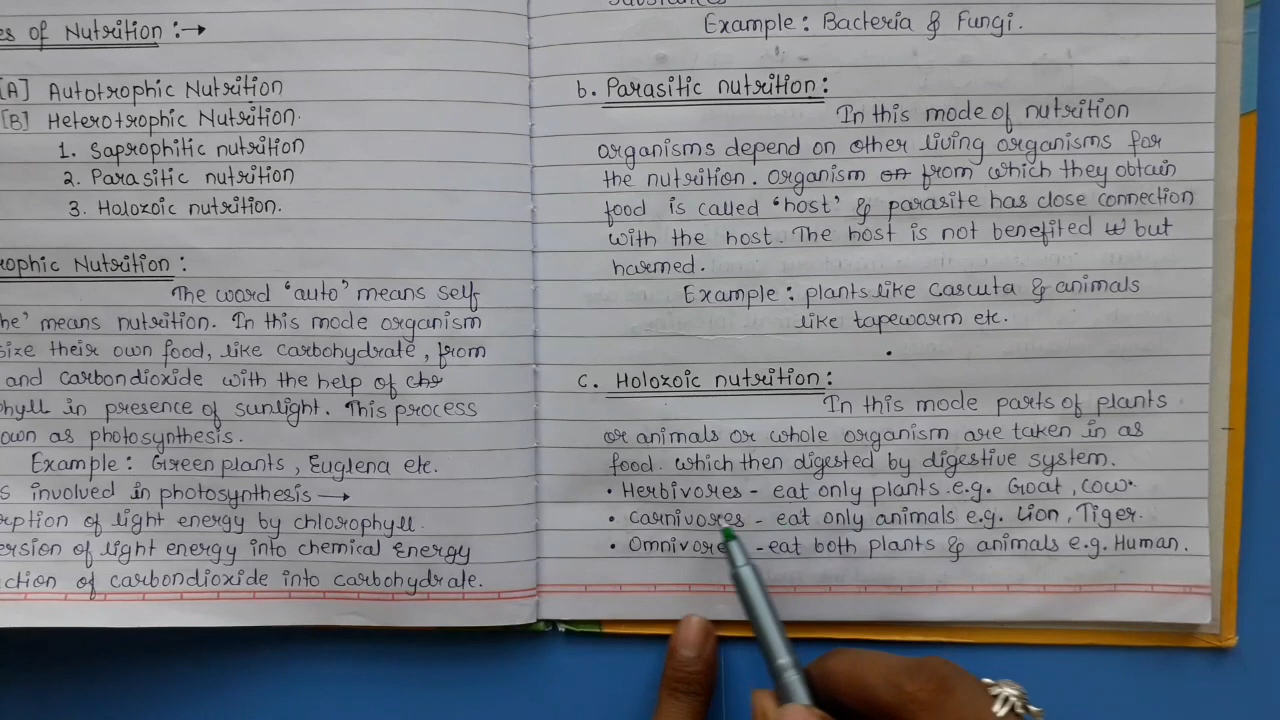 es of Nutrition :→
[A] Autotrophic Nutrition
[B] Heterotrophic Nutrition.
1. Saprophitic nutrition
2. Parasitic nutrition
3. Holozoic nutrition.
rophic Nutrition :
The word 'auto' means self
he' means nutrition. In this mode organism
size their own food, like carbohydrate, from
and carbondioxide with the help of cho
phyll in presence of sunlight. This process
own as photosynthesis.
Example : Green plants, Euglena etc.
s involved in photosynthesis →
rption of light energy by chlorophyll.
ersion of light energy into chemical Energy
ction of carbondioxide into carbohydrate.
Example : Bacteria & Fungi.
b. Parasitic nutrition :
In this mode of nutrition
organisms depend on other living organisms for
the nutrition. Organism from which they obtain
food is called 'host' & parasite has close connection
with the host. The host is not benefited but
harmed.
Example : plants like Cascuta & animals
like tapeworm etc.
c. Holozoic nutrition :
In this mode parts of plants
or animals or whole organism are taken in as
food. which then digested by digestive system.
• Herbivores - eat only plants. e.g. Goat, cow.
• Carnivores - eat only animals e.g. Lion, Tiger.
• Omnivore - eat both plants & animals e.g. Human.